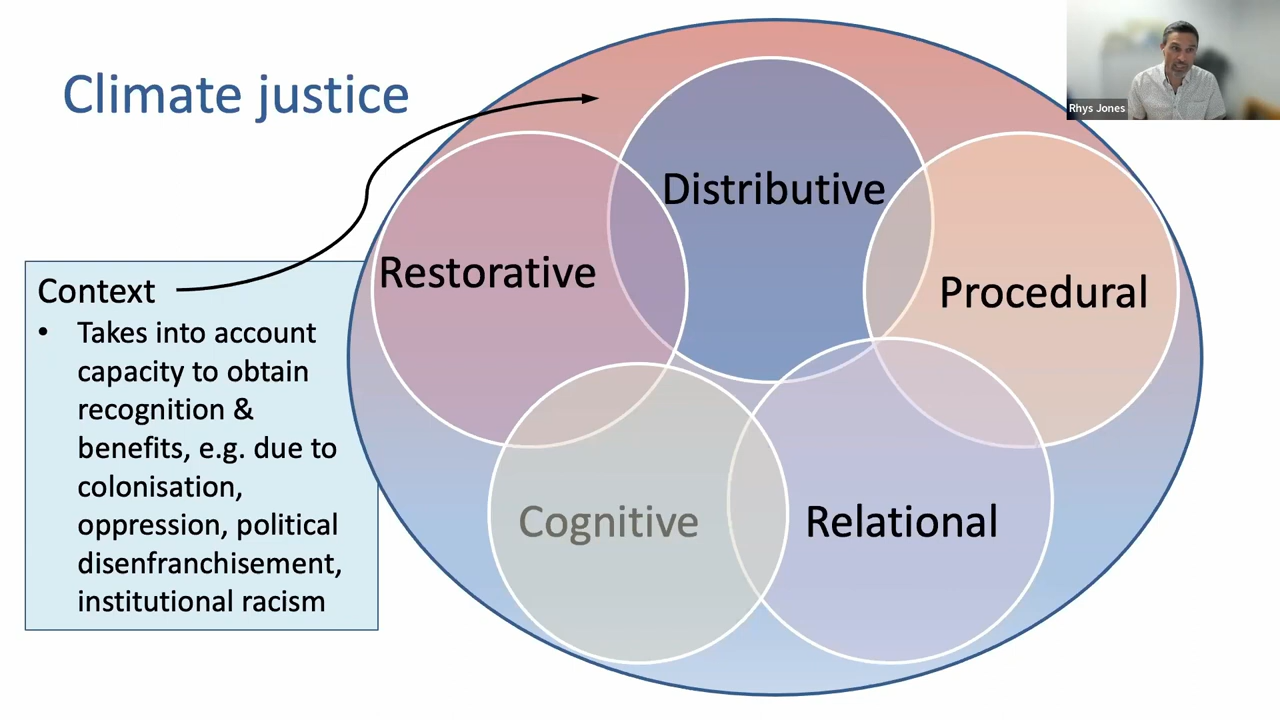 Climate justice
Rhys Jones
Distributive
Restorative
Procedural
Context
• Takes into account
capacity to obtain
recognition &
benefits, e.g. due to
colonisation,
oppression, political
disenfranchisement,
institutional racism
Cognitive
Relational